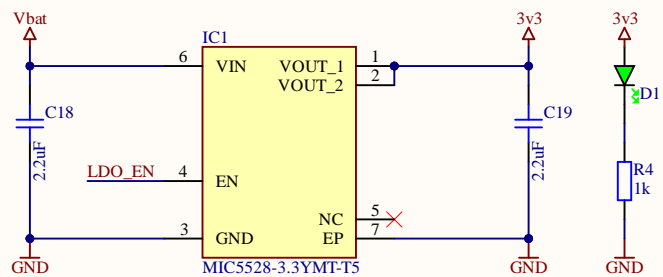 Vbat
IC1
3v3
3v3
6
VIN
VOUT_1
1
VOUT_2
2
C18
2.2uF
C19
2.2uF
D1
LDO_EN
4
EN
R4
1k
NC
5
3
GND
EP
7
GND
MIC5528-3.3YMT-T5
GND
GND